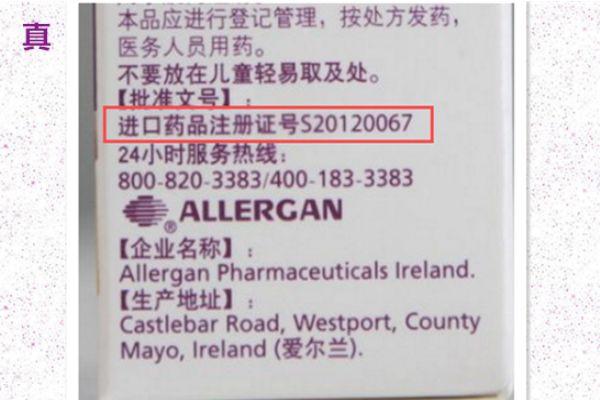 真
本品应进行登记管理，按处方发药，
医务人员用药。
不要放在儿童轻易取及处。
【批准文号】：
进口药品注册证号S20120067
24小时服务热线：
800-820-3383/400-183-3383
® ALLERGAN
【企业名称】：
Allergan Pharmaceuticals Ireland.
【生产地址】：
Castlebar Road, Westport, County
Mayo, Ireland (爱尔兰).